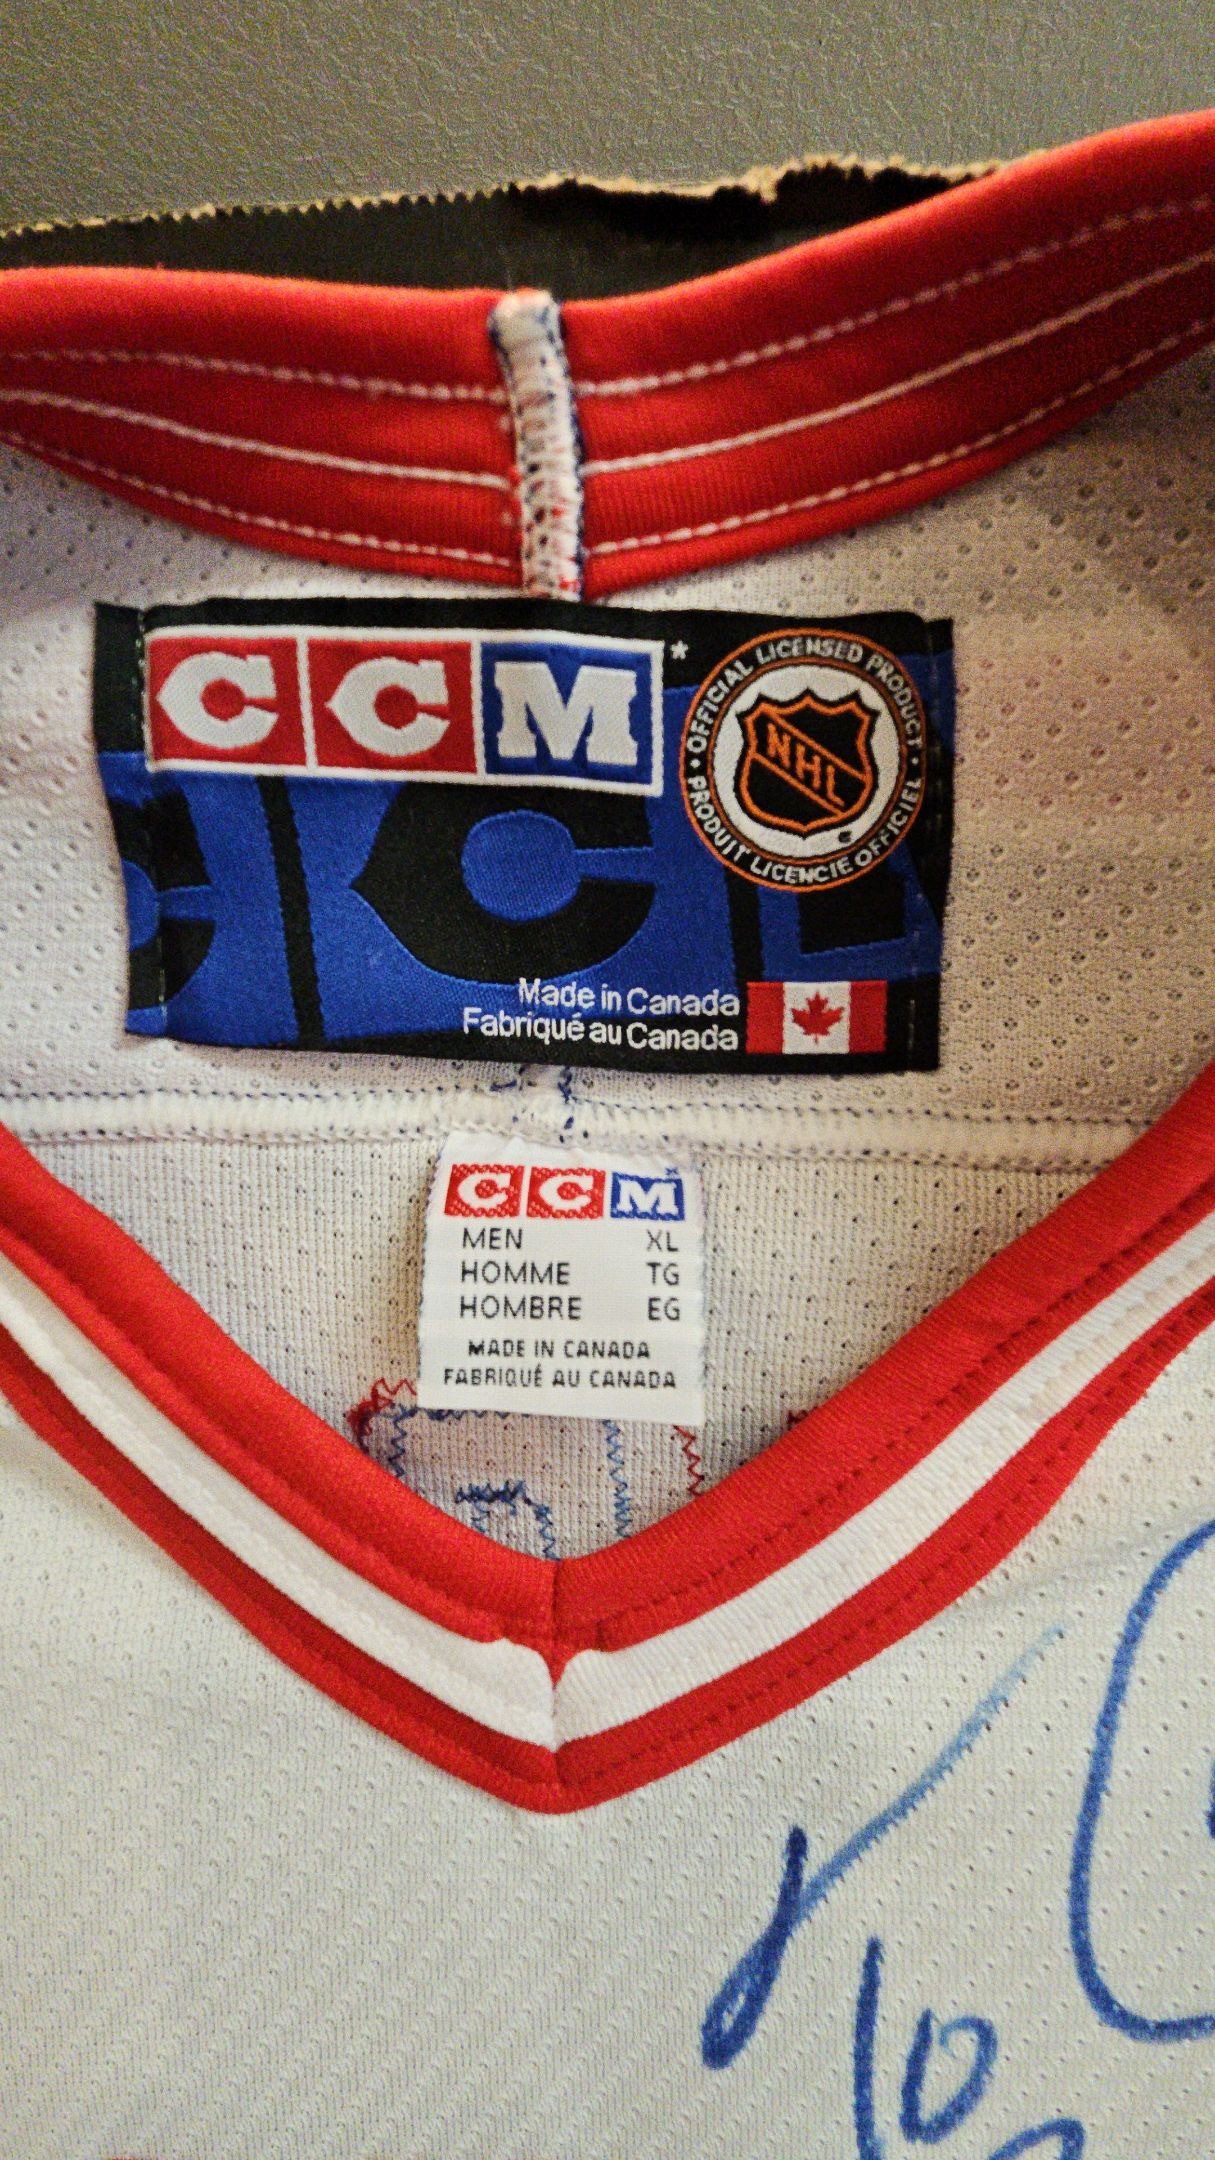 CCM*
OFFICIAL LICENSED PRODUCT
NHL
PRODUIT LICENCIE OFFICIEL
Made in Canada
Fabriqué au Canada
CCM*
MEN XL
HOMME TG
HOMBRE EG
MADE IN CANADA
FABRIQUÉ AU CANADA